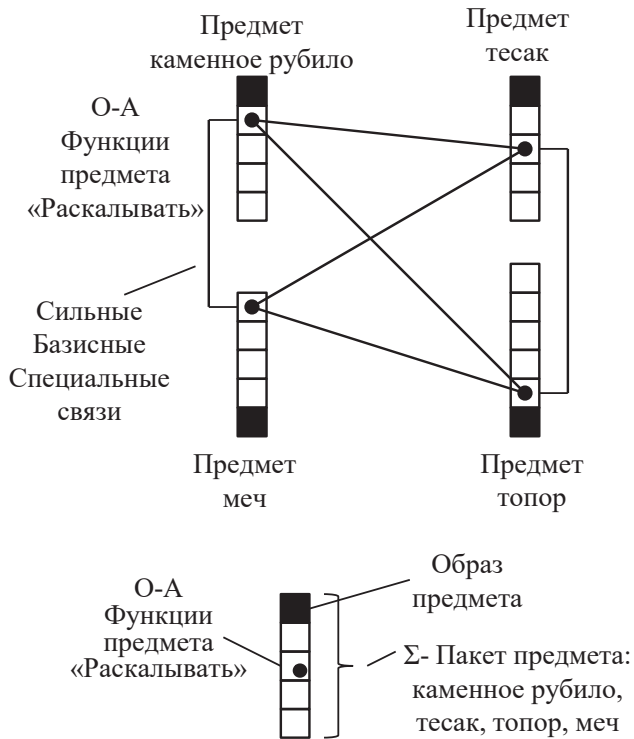 Предмет
каменное рубило
Предмет
тесак
О-А
Функции
предмета
«Раскалывать»
Сильные
Базисные
Специальные
связи
Предмет
меч
Предмет
топор
О-А
Функции
предмета
«Раскалывать»
Образ
предмета
Σ- Пакет предмета:
каменное рубило,
тесак, топор, меч